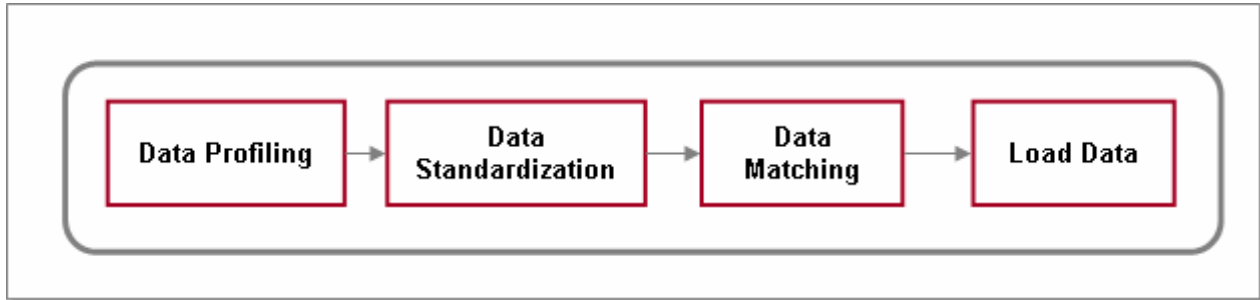 Data Profiling
Data
Standardization
Data
Matching
Load Data